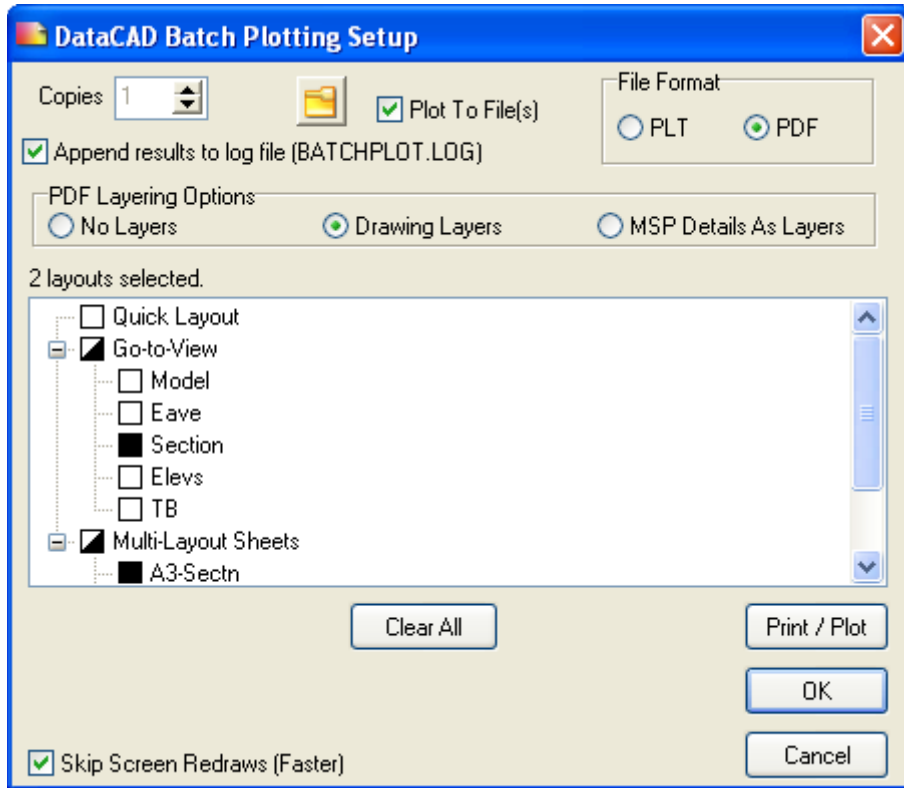 DataCAD Batch Plotting Setup
Copies 1
Plot To File(s)
File Format
PLT PDF
Append results to log file (BATCHPLOT.LOG)
PDF Layering Options
No Layers Drawing Layers MSP Details As Layers
2 layouts selected.
Quick Layout
Go-to-View
Model
Eave
Section
Elevs
TB
Multi-Layout Sheets
A3-Sectn
Clear All Print / Plot
OK
Skip Screen Redraws (Faster) Cancel